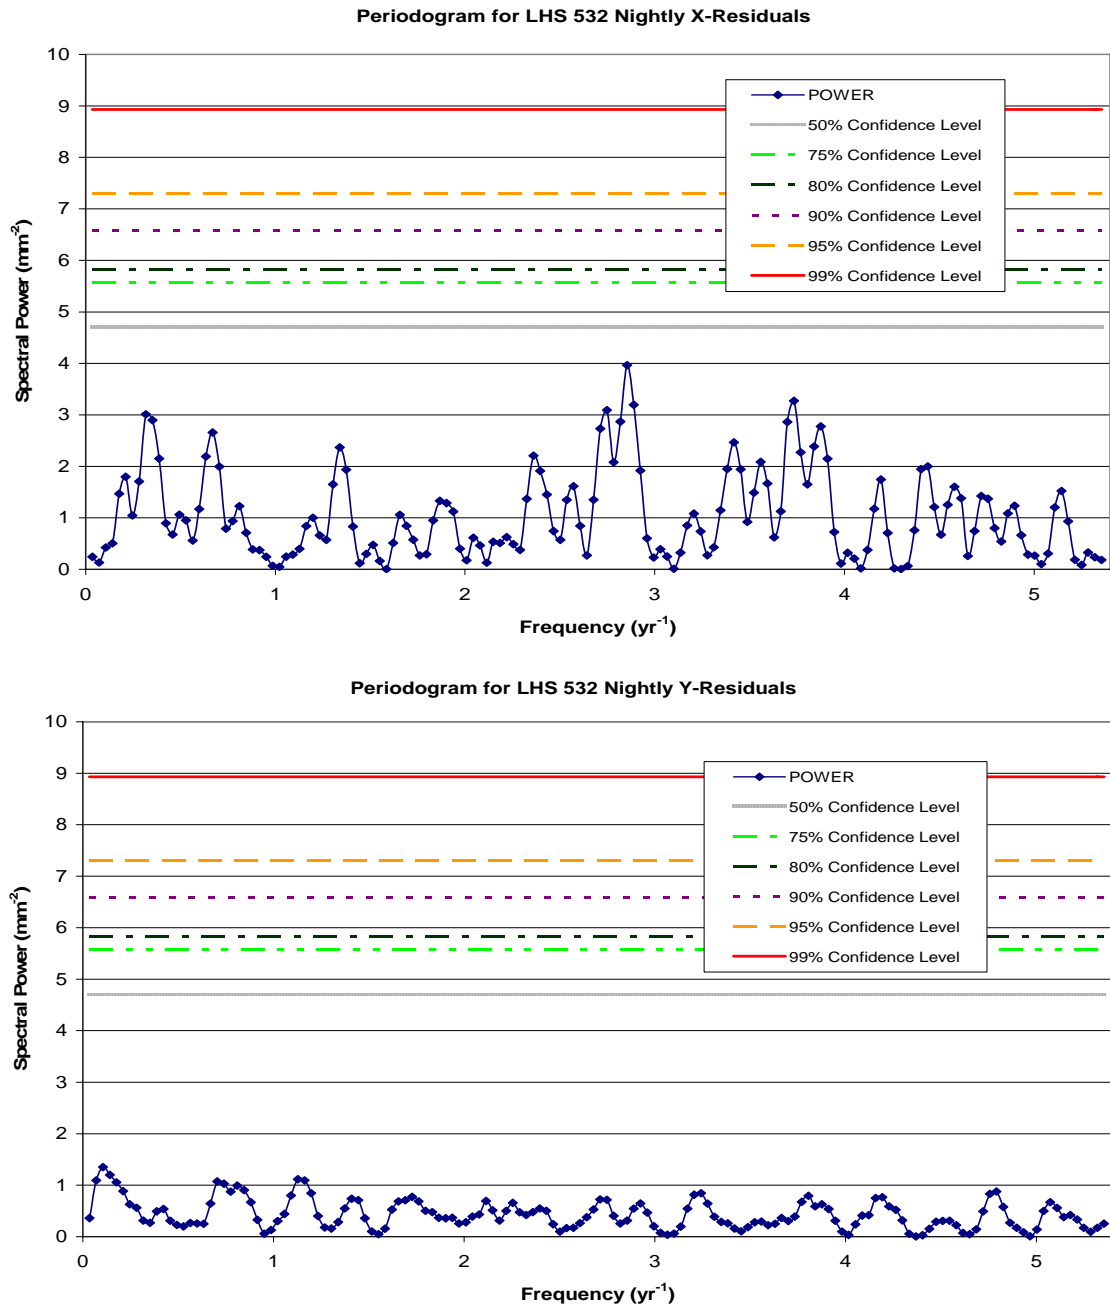 Periodogram for LHS 532 Nightly X-Residuals
10
9
8
7
6
5
4
3
2
1
0
Spectral Power (mm⁻²)
POWER
50% Confidence Level
75% Confidence Level
80% Confidence Level
90% Confidence Level
95% Confidence Level
99% Confidence Level
0 1 2 3 4 5
Frequency (yr⁻¹)
Periodogram for LHS 532 Nightly Y-Residuals
10
9
8
7
6
5
4
3
2
1
0
Spectral Power (mm⁻²)
POWER
50% Confidence Level
75% Confidence Level
80% Confidence Level
90% Confidence Level
95% Confidence Level
99% Confidence Level
0 1 2 3 4 5
Frequency (yr⁻¹)